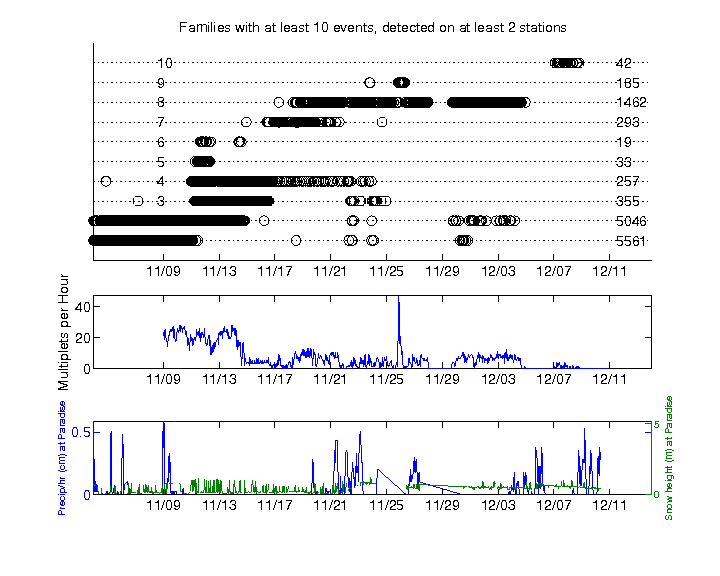 Families with at least 10 events, detected on at least 2 stations
10 42
9 185
8 1462
7 293
6 19
5 33
4 257
3 355
5046
5561
11/09 11/13 11/17 11/21 11/25 11/29 12/03 12/07 12/11
Multiplets per Hour
40
20
0
11/09 11/13 11/17 11/21 11/25 11/29 12/03 12/07 12/11
Precip/hr (cm) at Paradise
0.5
0
Snow height (m) at Paradise
5
0
11/09 11/13 11/17 11/21 11/25 11/29 12/03 12/07 12/11